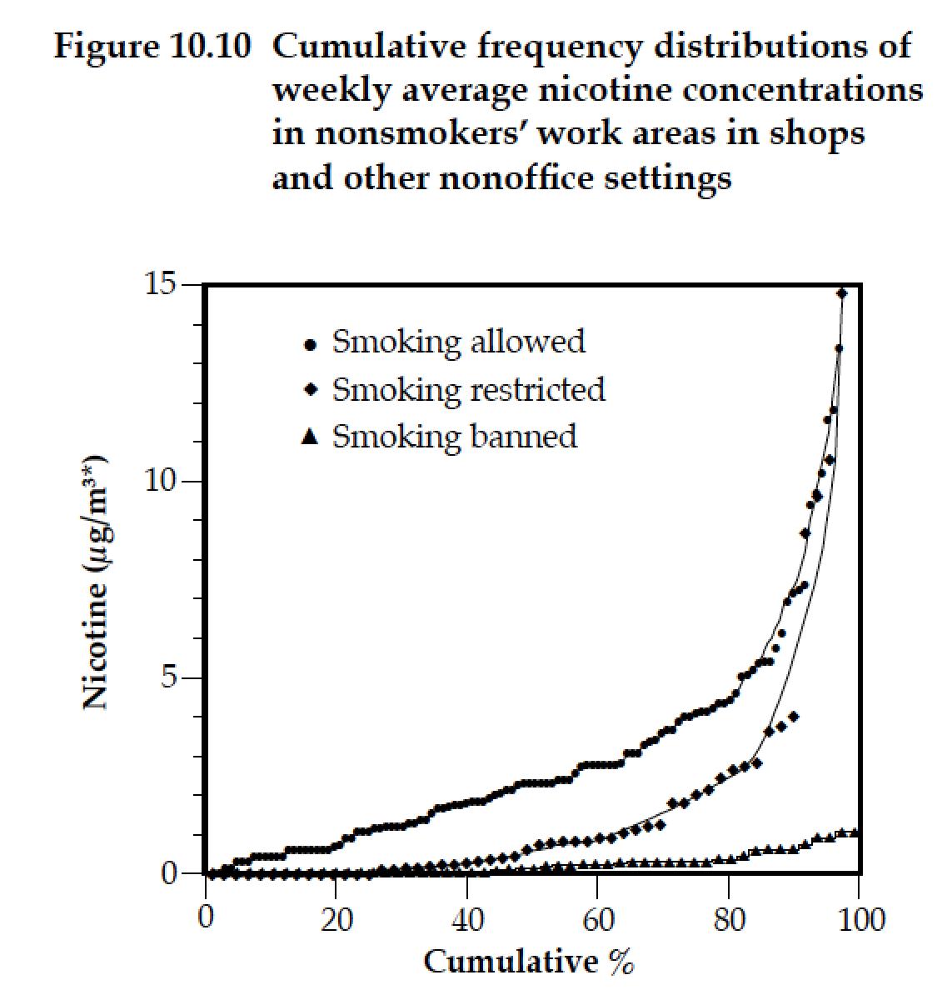 Figure 10.10 Cumulative frequency distributions of
weekly average nicotine concentrations
in nonsmokers’ work areas in shops
and other nonoffice settings
15
Smoking allowed
Smoking restricted
Smoking banned
10
Nicotine (µg/m³*)
5
0
0 20 40 60 80 100
Cumulative %